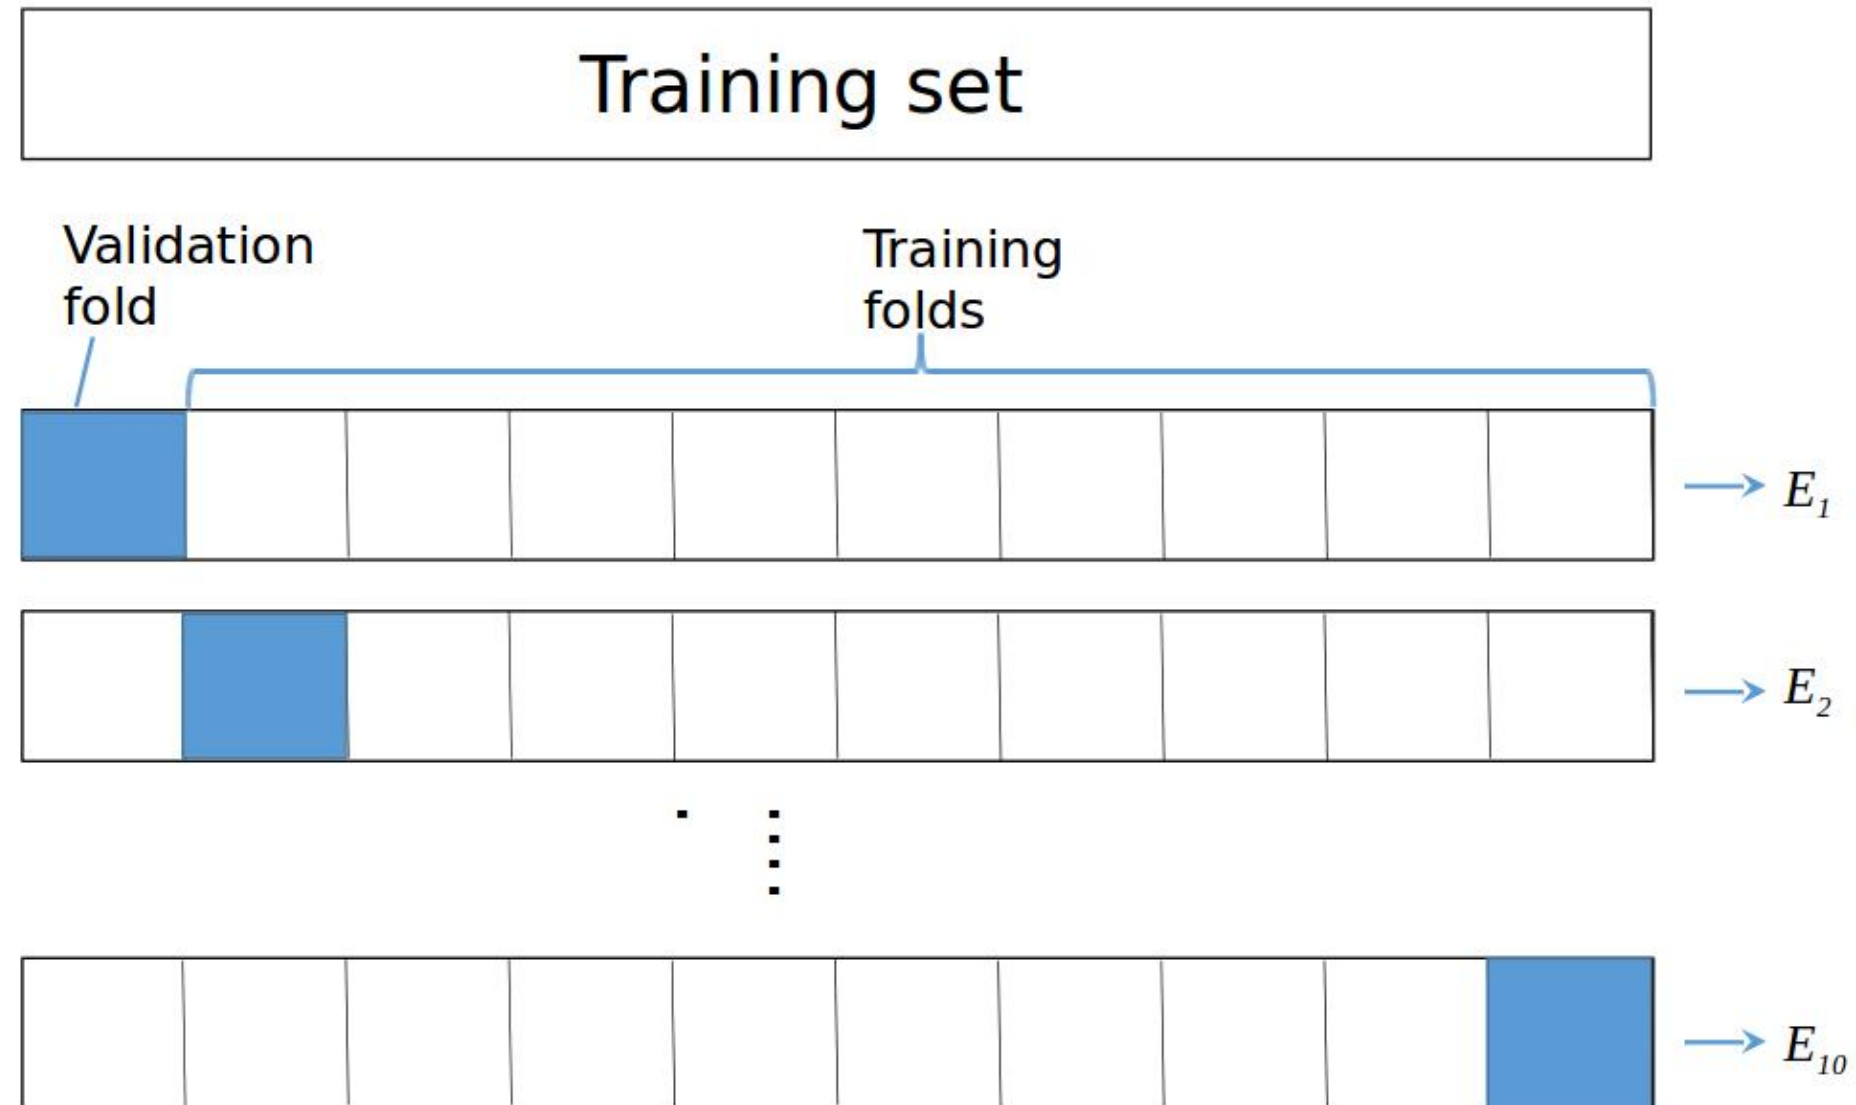 Training set
Validation
fold
Training
folds
E1
E2
E10